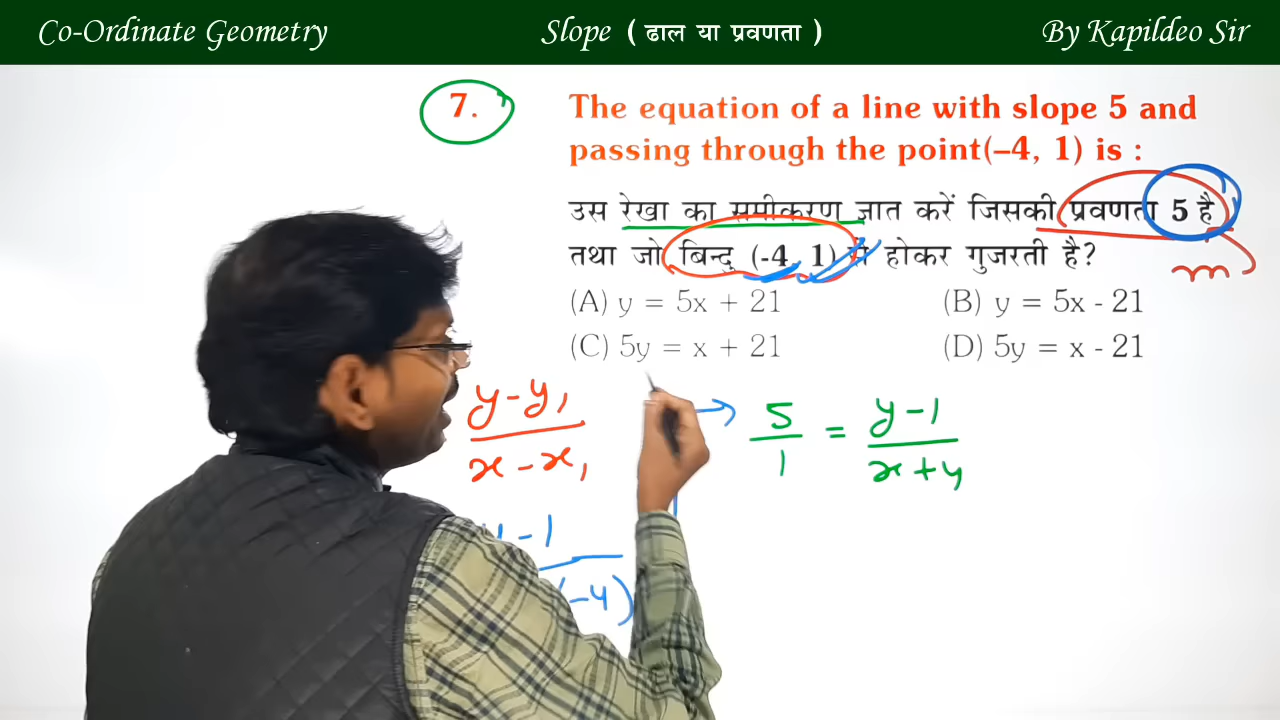 Co-Ordinate Geometry Slope ( ढाल या प्रवणता ) By Kapildeo Sir
7. The equation of a line with slope 5 and
passing through the point(–4, 1) is :
उस रेखा का समीकरण ज्ञात करें जिसकी प्रवणता 5 है
तथा जो बिन्दु (-4, 1) से होकर गुजरती है?
m
(A) y = 5x + 21 (B) y = 5x - 21
(C) 5y = x + 21 (D) 5y = x - 21
y - y₁ → 5 = y - 1
x - x₁ 1 x + 4
- 1
(-4)